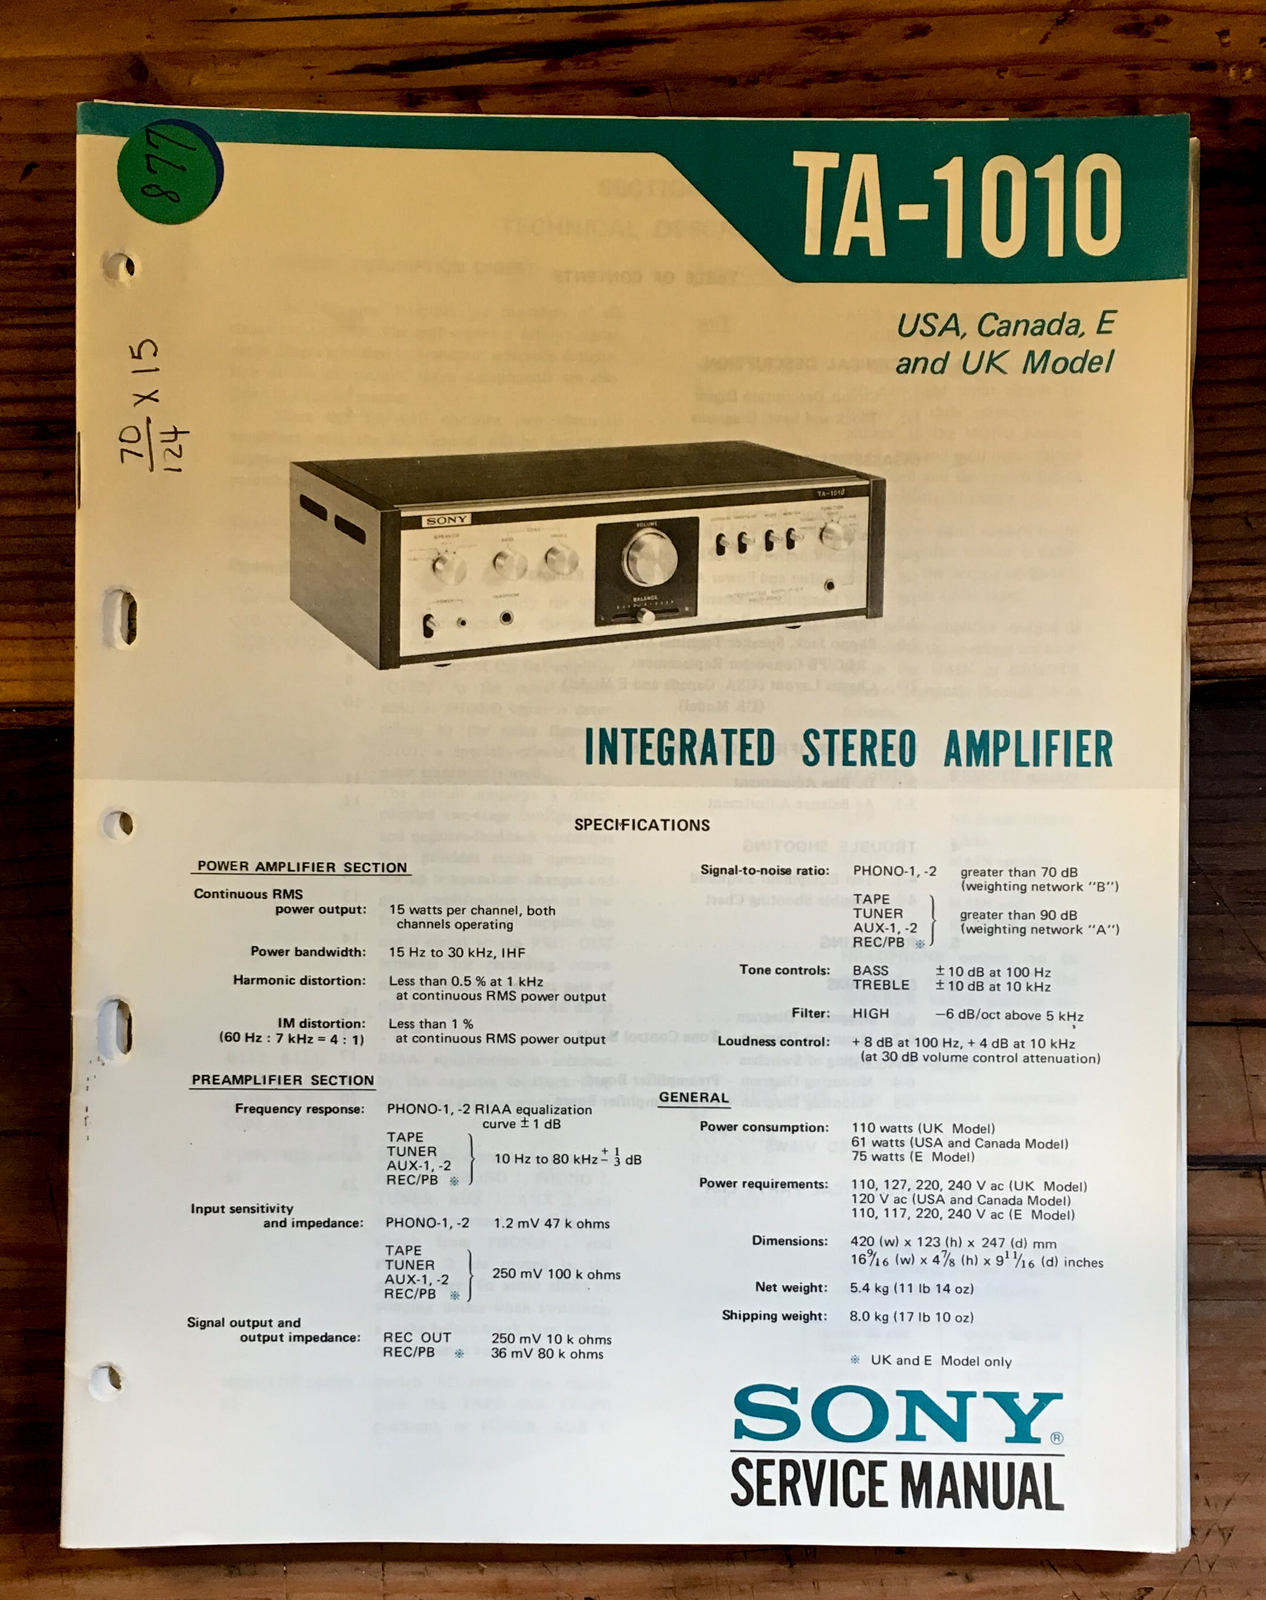 877
70/124 X 15
TA-1010
USA, Canada, E
and UK Model
SONY
TA-1010
SPEAKER
BASS
TREBLE
VOLUME
BALANCE
FUNCTION
INTEGRATED STEREO AMPLIFIER
SPECIFICATIONS
POWER AMPLIFIER SECTION
Continuous RMS
power output: 15 watts per channel, both
channels operating
Power bandwidth: 15 Hz to 30 kHz, IHF
Harmonic distortion: Less than 0.5 % at 1 kHz
at continuous RMS power output
IM distortion: Less than 1 %
(60 Hz : 7 kHz = 4 : 1) at continuous RMS power output
PREAMPLIFIER SECTION
Frequency response: PHONO-1, -2 RIAA equalization
curve ± 1 dB
TAPE
TUNER
AUX-1, -2
REC/PB ※
10 Hz to 80 kHz + 1 − 3 dB
Input sensitivity
and impedance: PHONO-1, -2 1.2 mV 47 k ohms
TAPE
TUNER
AUX-1, -2
REC/PB ※
250 mV 100 k ohms
Signal output and
output impedance: REC OUT 250 mV 10 k ohms
REC/PB ※ 36 mV 80 k ohms
Signal-to-noise ratio: PHONO-1, -2 greater than 70 dB
(weighting network "B")
TAPE
TUNER
AUX-1, -2
REC/PB ※
greater than 90 dB
(weighting network "A")
Tone controls: BASS ± 10 dB at 100 Hz
TREBLE ± 10 dB at 10 kHz
Filter: HIGH −6 dB/oct above 5 kHz
Loudness control: + 8 dB at 100 Hz, + 4 dB at 10 kHz
(at 30 dB volume control attenuation)
GENERAL
Power consumption: 110 watts (UK Model)
61 watts (USA and Canada Model)
75 watts (E Model)
Power requirements: 110, 127, 220, 240 V ac (UK Model)
120 V ac (USA and Canada Model)
110, 117, 220, 240 V ac (E Model)
Dimensions: 420 (w) x 123 (h) x 247 (d) mm
16 9/16 (w) x 4 7/8 (h) x 9 11/16 (d) inches
Net weight: 5.4 kg (11 lb 14 oz)
Shipping weight: 8.0 kg (17 lb 10 oz)
※ UK and E Model only
SONY®
SERVICE MANUAL